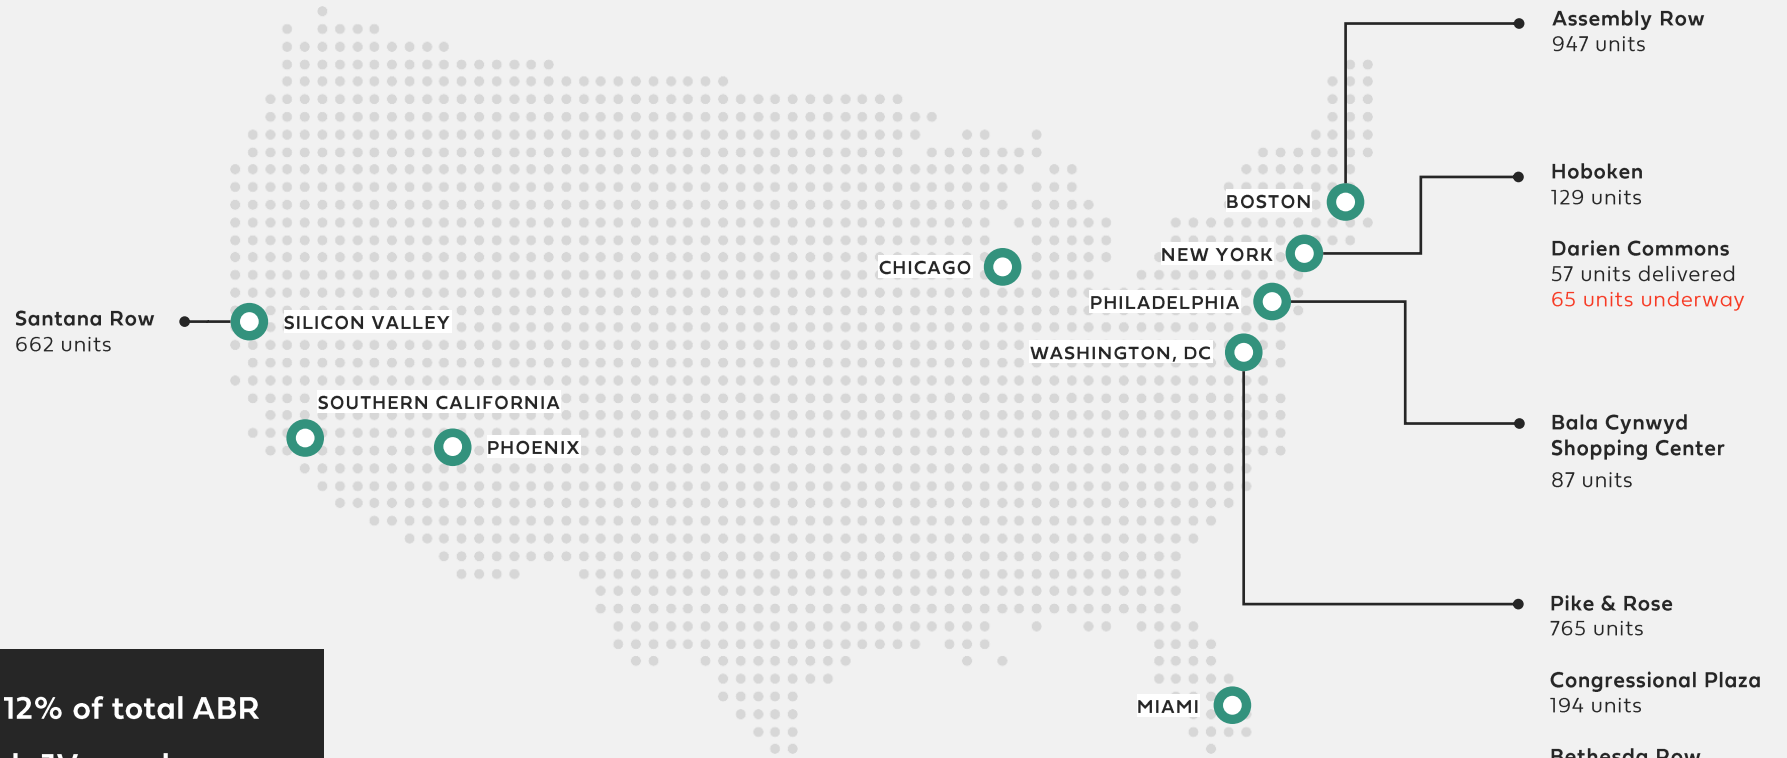 Assembly Row
947 units
Hoboken
129 units
BOSTON
NEW YORK
Darien Commons
57 units delivered
65 units underway
CHICAGO
PHILADELPHIA
Santana Row
662 units
SILICON VALLEY
WASHINGTON, DC
SOUTHERN CALIFORNIA
PHOENIX
Bala Cynwyd
Shopping Center
87 units
Pike & Rose
765 units
Congressional Plaza
194 units
12% of total ABR
MIAMI
Bethesda Row